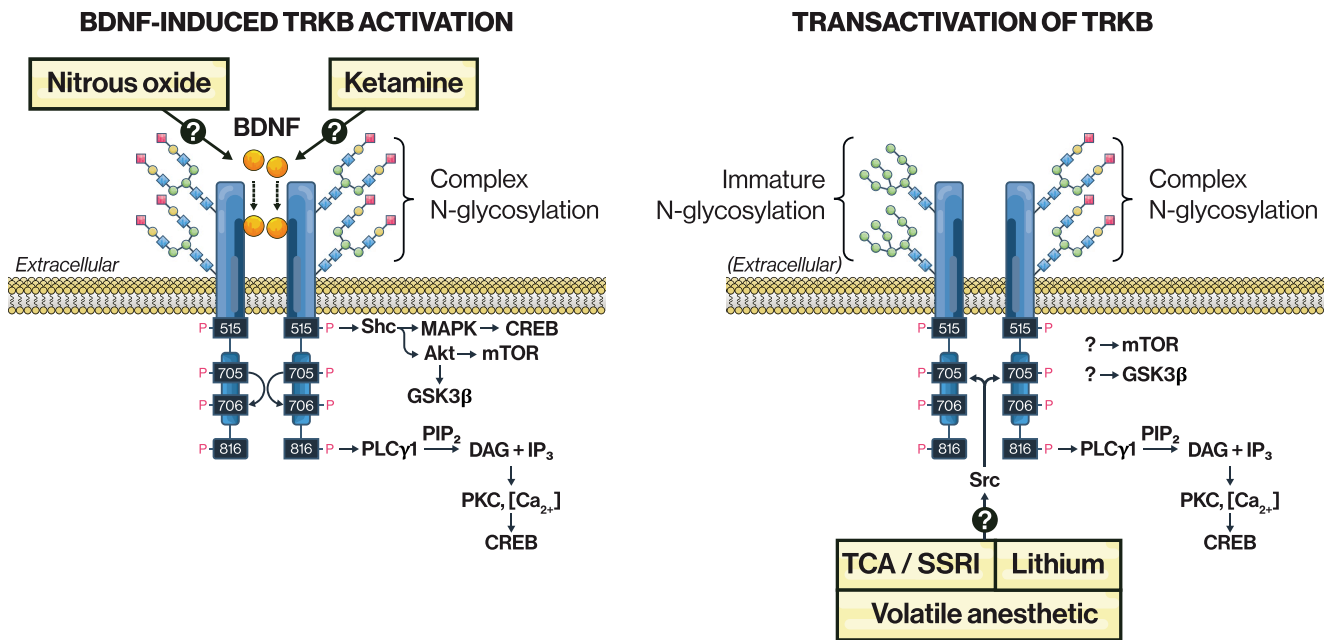 BDNF-INDUCED TRKB ACTIVATION
Nitrous oxide
Ketamine
?
?
BDNF
Complex
N-glycosylation
Extracellular
P 515 515 P Shc MAPK CREB
Akt mTOR
P 705 705 P
GSK3β
P 706 706 P
P 816 816 P PLCγ1 PIP₂ DAG + IP₃
PKC, [Ca₂₊]
CREB
TRANSACTIVATION OF TRKB
Immature
N-glycosylation
Complex
N-glycosylation
(Extracellular)
P 515 515 P
? mTOR
P 705 705 P ? GSK3β
P 706 706 P
P 816 816 P PLCγ1 PIP₂ DAG + IP₃
Src
PKC, [Ca₂₊]
?
CREB
TCA / SSRI
Lithium
Volatile anesthetic